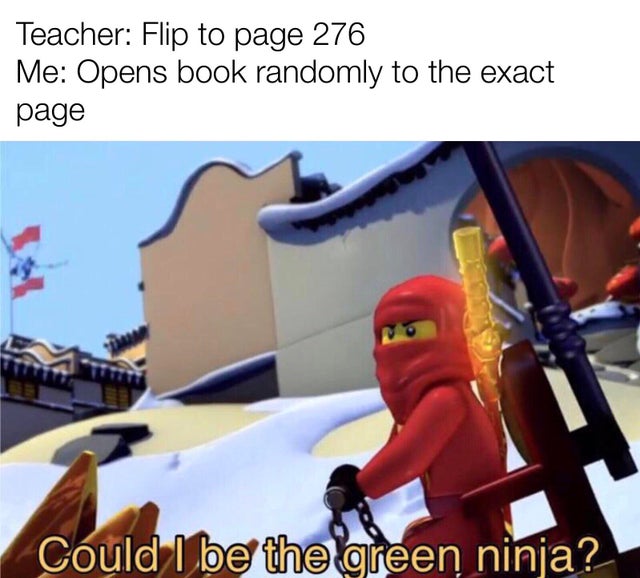 Teacher: Flip to page 276
Me: Opens book randomly to the exact
page
Could I be the green ninja?